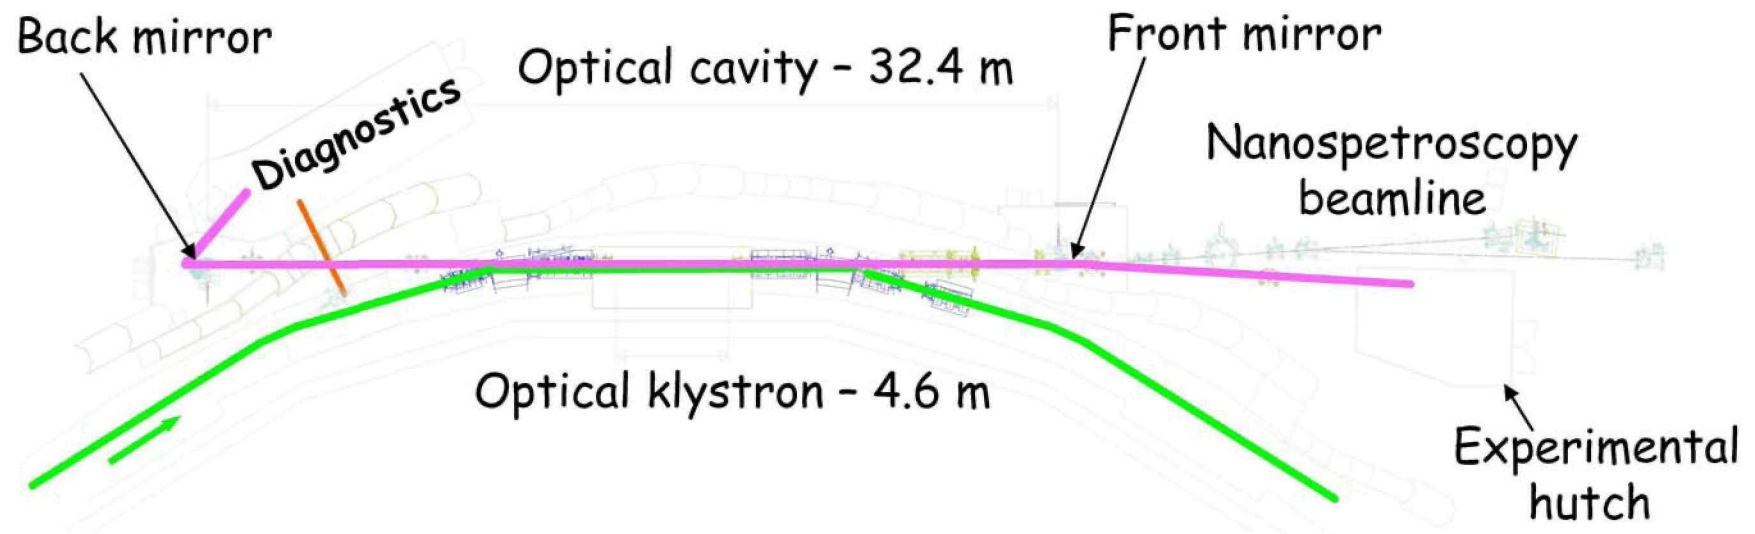 Back mirror
Optical cavity – 32.4 m
Front mirror
Diagnostics
Nanospetroscopy
beamline
Optical klystron – 4.6 m
Experimental
hutch